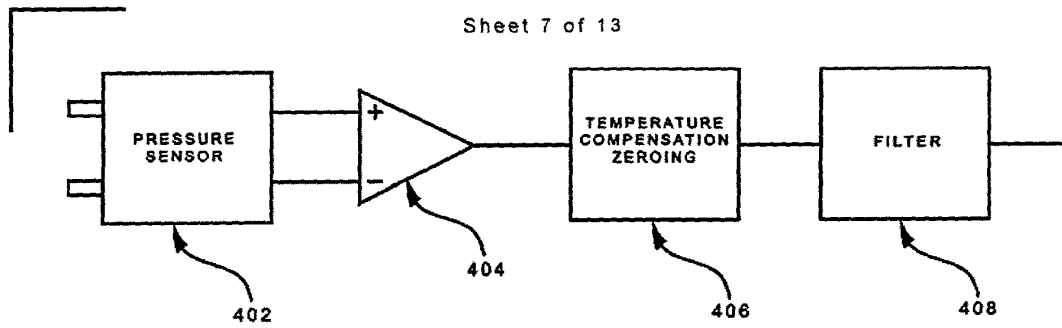 Sheet 7 of 13
PRESSURE
SENSOR
+
-
TEMPERATURE
COMPENSATION
ZEROING
FILTER
402
404
406
408